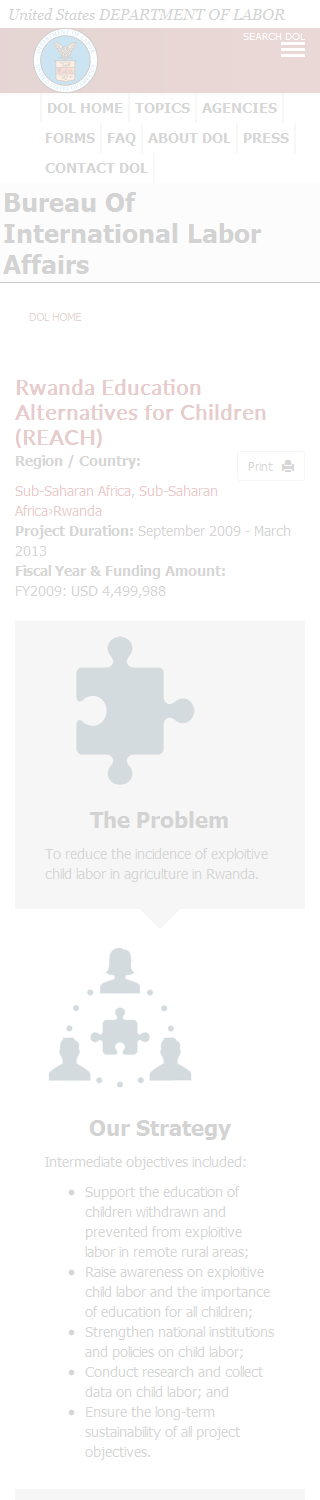 United States DEPARTMENT OF LABOR
SEARCH DOL
DOL HOME TOPICS AGENCIES
FORMS FAQ ABOUT DOL PRESS
CONTACT DOL
Bureau Of
International Labor
Affairs
DOL HOME
Rwanda Education
Alternatives for Children
(REACH)
Region / Country:
Print
Sub-Saharan Africa, Sub-Saharan
Africa›Rwanda
Project Duration: September 2009 - March
2013
Fiscal Year & Funding Amount:
FY2009: USD 4,499,988
The Problem
To reduce the incidence of exploitive
child labor in agriculture in Rwanda.
Our Strategy
Intermediate objectives included:
• Support the education of
children withdrawn and
prevented from exploitive
labor in remote rural areas;
• Raise awareness on exploitive
child labor and the importance
of education for all children;
• Strengthen national institutions
and policies on child labor;
• Conduct research and collect
data on child labor; and
• Ensure the long-term
sustainability of all project
objectives.